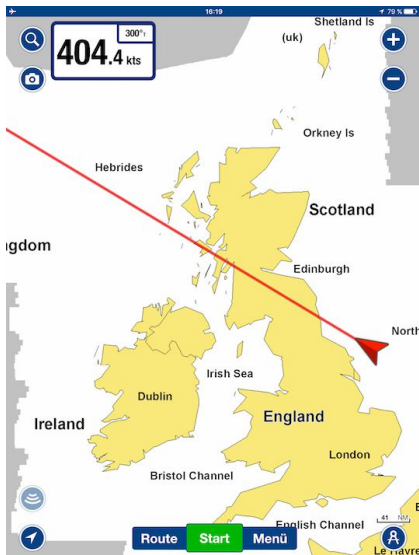 16:19
79 %
Shetland Is
(uk)
300°T
404.4 kts
Orkney Is
Hebrides
Scotland
gdom
Edinburgh
North
Irish Sea
Dublin
Ireland
England
London
Bristol Channel
41 NM
English Channel
E
Le Havre
Route Start Menü